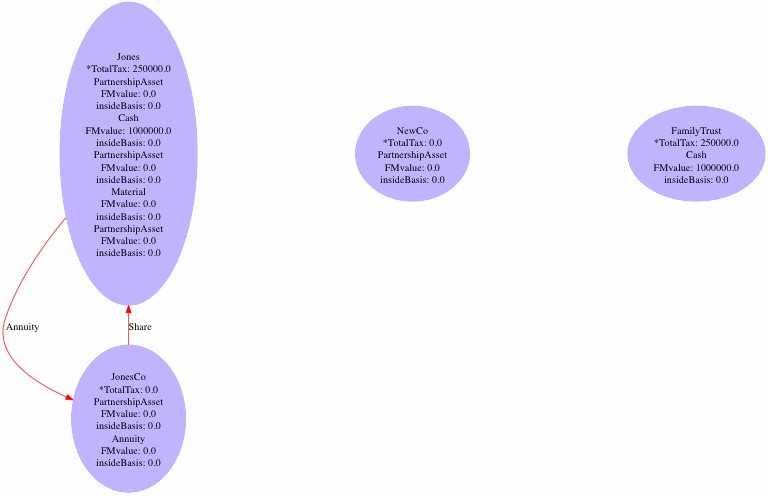 Jones
*TotalTax: 250000.0
PartnershipAsset
FMvalue: 0.0
insideBasis: 0.0
Cash
FMvalue: 1000000.0
insideBasis: 0.0
PartnershipAsset
FMvalue: 0.0
insideBasis: 0.0
Material
FMvalue: 0.0
insideBasis: 0.0
PartnershipAsset
FMvalue: 0.0
insideBasis: 0.0
NewCo
*TotalTax: 0.0
PartnershipAsset
FMvalue: 0.0
insideBasis: 0.0
FamilyTrust
*TotalTax: 250000.0
Cash
FMvalue: 1000000.0
insideBasis: 0.0
Annuity
Share
JonesCo
*TotalTax: 0.0
PartnershipAsset
FMvalue: 0.0
insideBasis: 0.0
Annuity
FMvalue: 0.0
insideBasis: 0.0